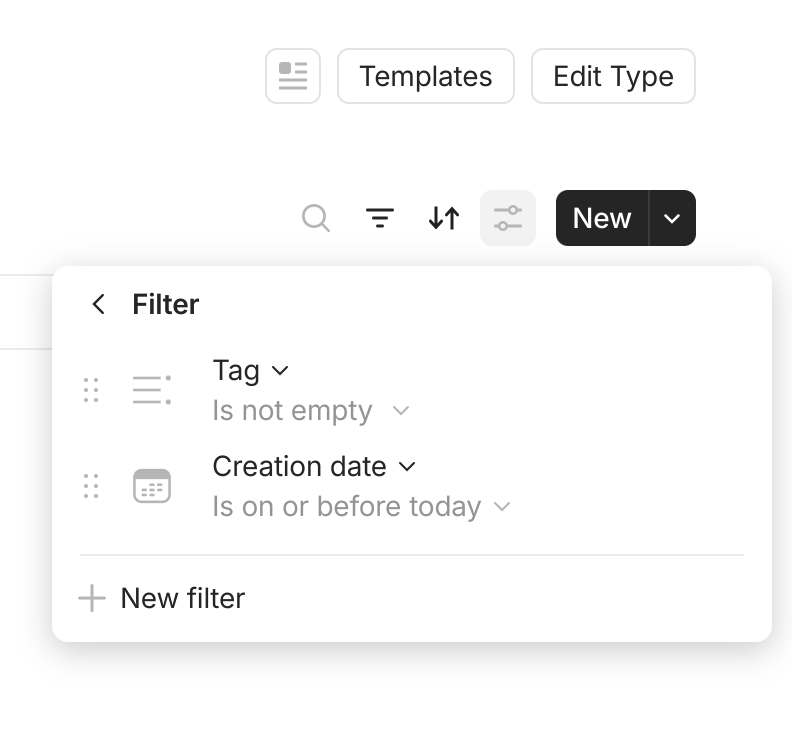 Templates
Edit Type
New
Filter
Tag
Is not empty
Creation date
Is on or before today
New filter